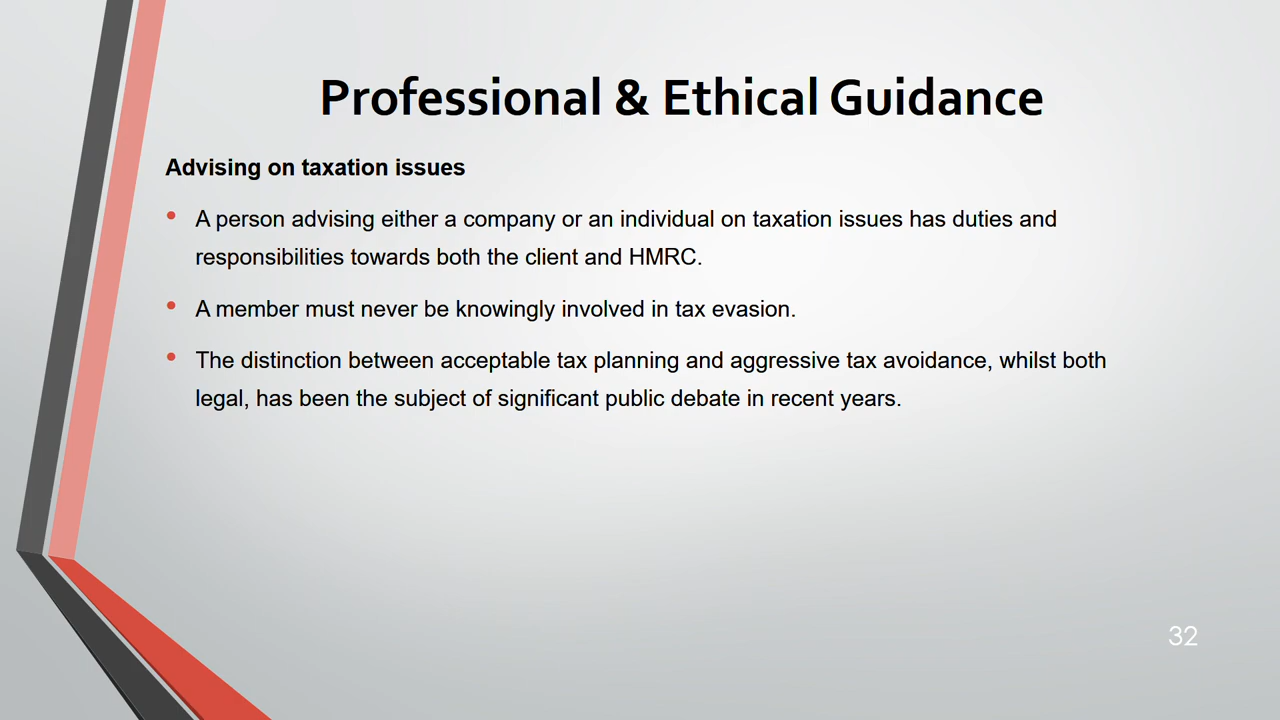 Professional & Ethical Guidance
Advising on taxation issues
• A person advising either a company or an individual on taxation issues has duties and
responsibilities towards both the client and HMRC.
• A member must never be knowingly involved in tax evasion.
• The distinction between acceptable tax planning and aggressive tax avoidance, whilst both
legal, has been the subject of significant public debate in recent years.
32